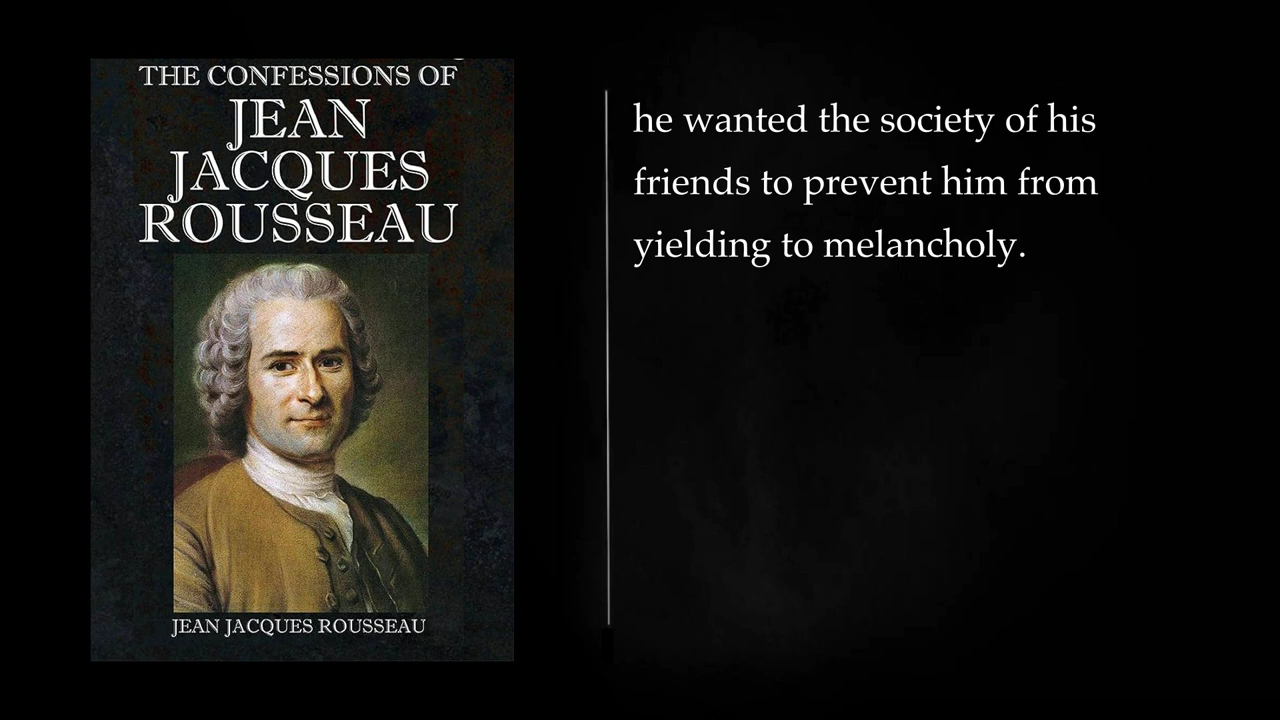 THE CONFESSIONS OF
JEAN
JACQUES
ROUSSEAU
JEAN JACQUES ROUSSEAU
he wanted the society of his
friends to prevent him from
yielding to melancholy.